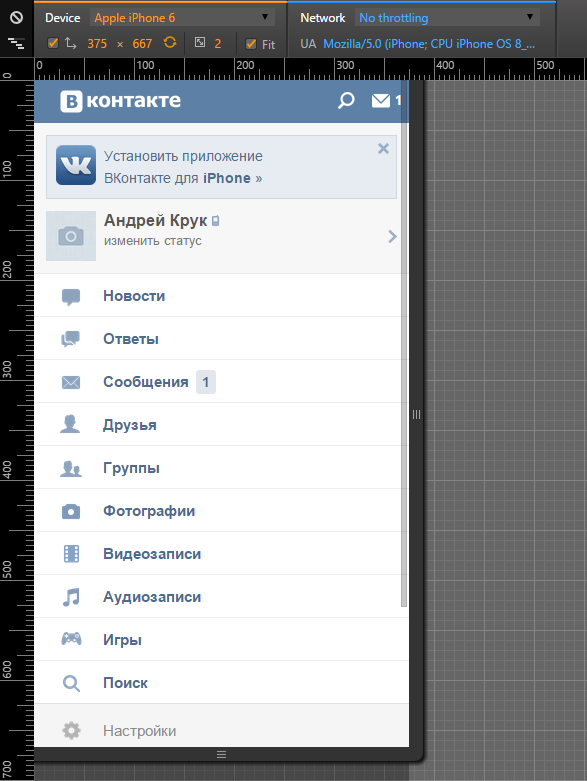 Device Apple iPhone 6 ▼ Network No throttling ▼
375 × 667 2 Fit UA Mozilla/5.0 (iPhone; CPU iPhone OS 8_...
0 100 200 300 400 500
0
100
200
300
400
500
600
700
В контакте 1
Установить приложение
ВКонтакте для iPhone »
Андрей Крук
изменить статус
Новости
Ответы
Сообщения 1
Друзья
Группы
Фотографии
Видеозаписи
Аудиозаписи
Игры
Поиск
Настройки